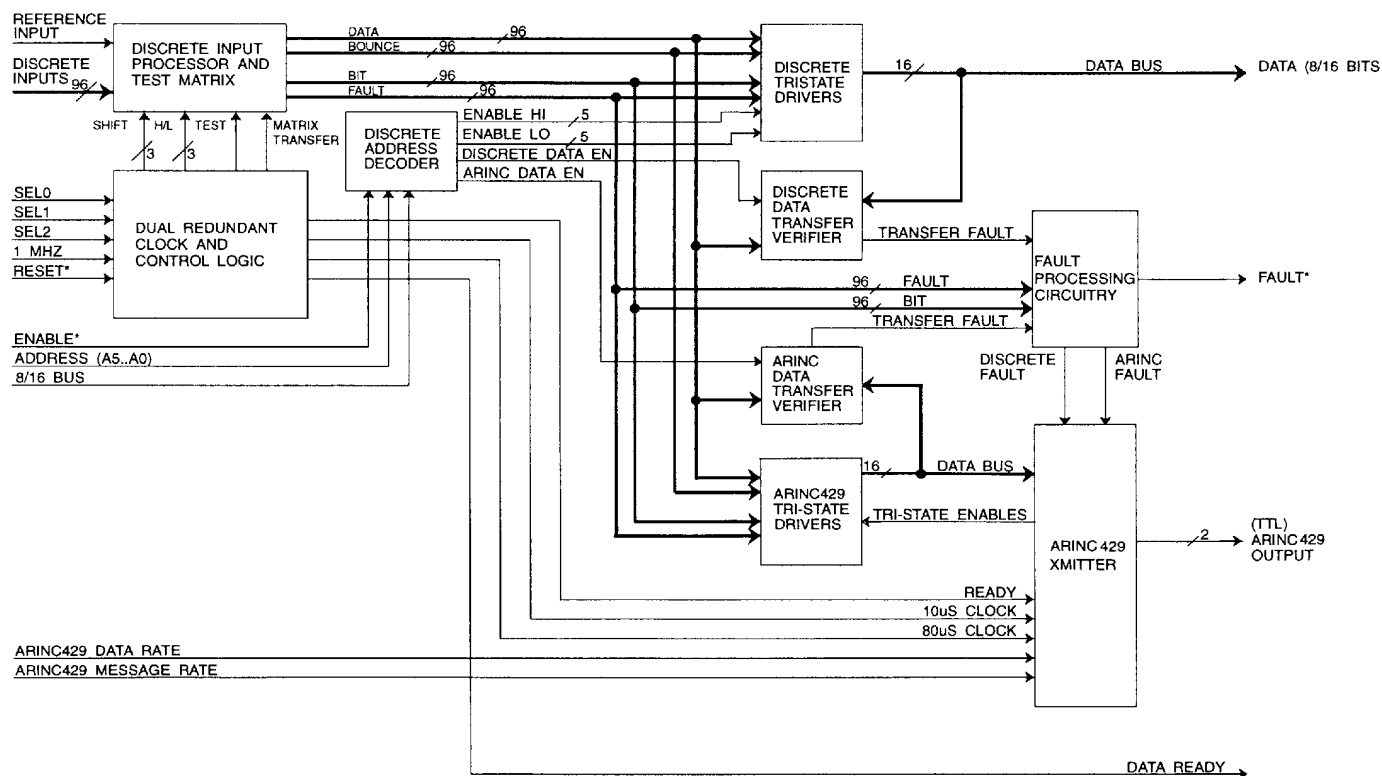 REFERENCE
INPUT
DISCRETE
INPUTS
96
DISCRETE INPUT
PROCESSOR AND
TEST MATRIX
DATA
96
BOUNCE
96
BIT
96
FAULT
96
SHIFT
H/L
TEST
MATRIX
TRANSFER
3
3
DISCRETE
ADDRESS
DECODER
ENABLE HI
5
ENABLE LO
5
DISCRETE DATA EN
ARINC DATA EN
DISCRETE
TRISTATE
DRIVERS
16
DATA BUS
DATA (8/16 BITS
SEL0
SEL1
SEL2
1 MHZ
RESET*
DUAL REDUNDANT
CLOCK AND
CONTROL LOGIC
DISCRETE
DATA
TRANSFER
VERIFIER
TRANSFER FAULT
96
FAULT
96
BIT
TRANSFER FAULT
FAULT
PROCESSING
CIRCUITRY
FAULT*
ENABLE*
ADDRESS (A5..A0)
8/16 BUS
ARINC
DATA
TRANSFER
VERIFIER
DISCRETE
FAULT
ARINC
FAULT
ARINC429
TRI-STATE
DRIVERS
16
DATA BUS
TRI-STATE ENABLES
ARINC 429
XMITTER
2
(TTL)
ARINC 429
OUTPUT
READY
10uS CLOCK
80uS CLOCK
ARINC429 DATA RATE
ARINC429 MESSAGE RATE
DATA READY